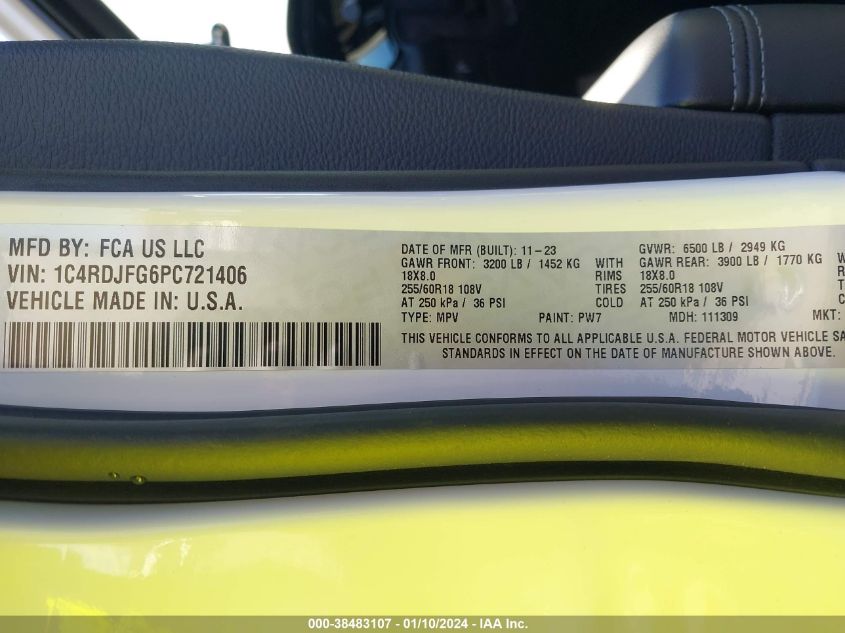 MFD BY: FCA US LLC
VIN: 1C4RDJFG6PC721406
VEHICLE MADE IN: U.S.A.
DATE OF MFR (BUILT): 11-23 GVWR: 6500 LB / 2949 KG
GAWR FRONT: 3200 LB / 1452 KG WITH GAWR REAR: 3900 LB / 1770 KG WITH
18X8.0 RIMS 18X8.0
255/60R18 108V TIRES 255/60R18 108V
AT 250 kPa / 36 PSI COLD AT 250 kPa / 36 PSI
TYPE: MPV PAINT: PW7 MDH: 111309 MKT:
THIS VEHICLE CONFORMS TO ALL APPLICABLE U.S.A. FEDERAL MOTOR VEHICLE SA
STANDARDS IN EFFECT ON THE DATE OF MANUFACTURE SHOWN ABOVE.
000-38483107 - 01/10/2024 - IAA Inc.